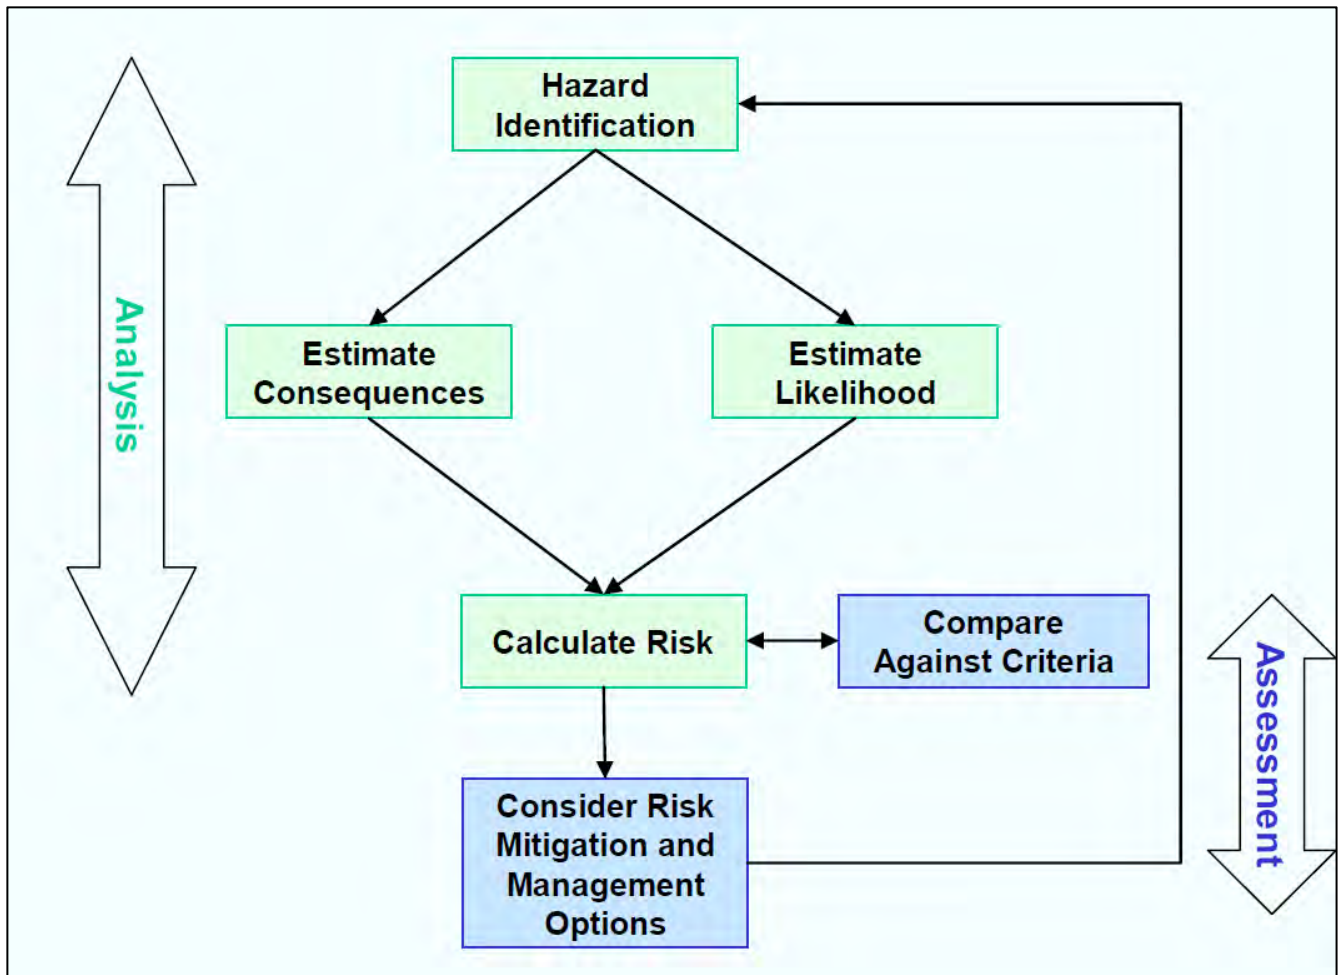 Hazard
Identification
Analysis
Estimate
Consequences
Estimate
Likelihood
Calculate Risk
Compare
Against Criteria
Assessment
Consider Risk
Mitigation and
Management
Options